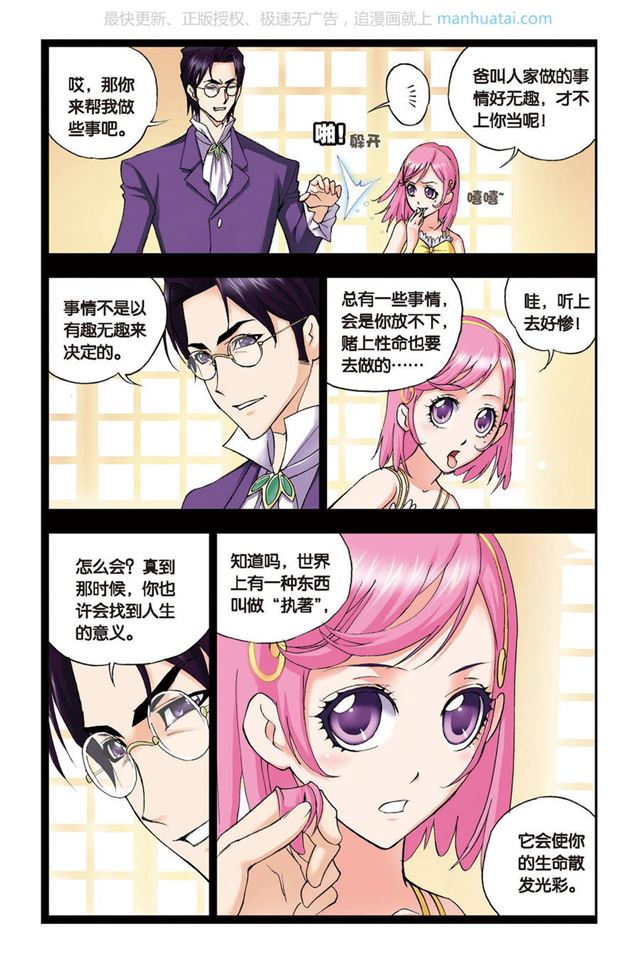 最快更新、正版授权、极速无广告，追漫画就上 manhuatai.com
哎，那你
来帮我做
些事吧。
啪！
躲开
爸叫人家做的事
情好无趣，才不
上你当呢！
嘻嘻~
事情不是以
有趣无趣来
决定的。
总有一些事情，
会是你放不下，
赌上性命也要
去做的……
哇，听上
去好惨！
怎么会？真到
那时候，你也
许会找到人生
的意义。
知道吗，世界
上有一种东西
叫做“执著”，
它会使你
的生命散
发光彩。